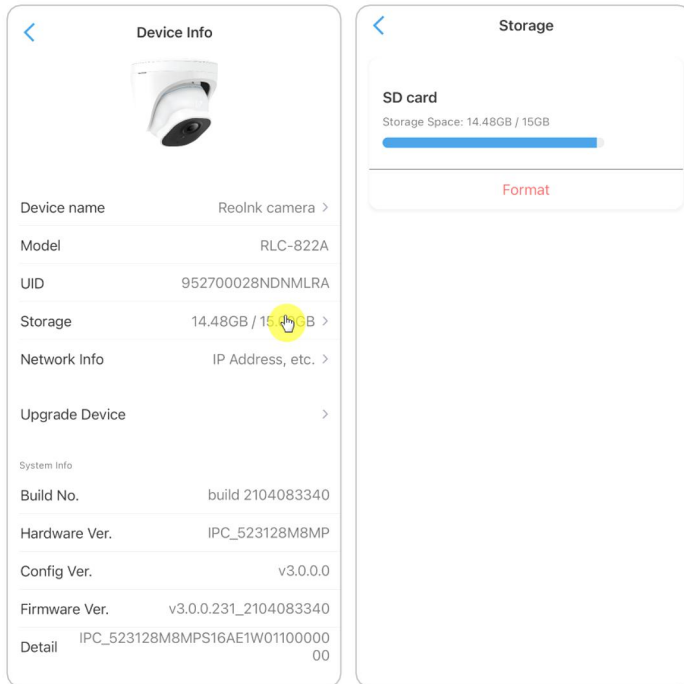 Device Info
Device name Reolnk camera >
Model RLC-822A
UID 952700028NDNMLRA
Storage 14.48GB / 15. GB >
Network Info IP Address, etc. >
Upgrade Device >
System Info
Build No. build 2104083340
Hardware Ver. IPC_523128M8MP
Config Ver. v3.0.0.0
Firmware Ver. v3.0.0.231_2104083340
Detail IPC_523128M8MPS16AE1W01100000
00
Storage
SD card
Storage Space: 14.48GB / 15GB
Format